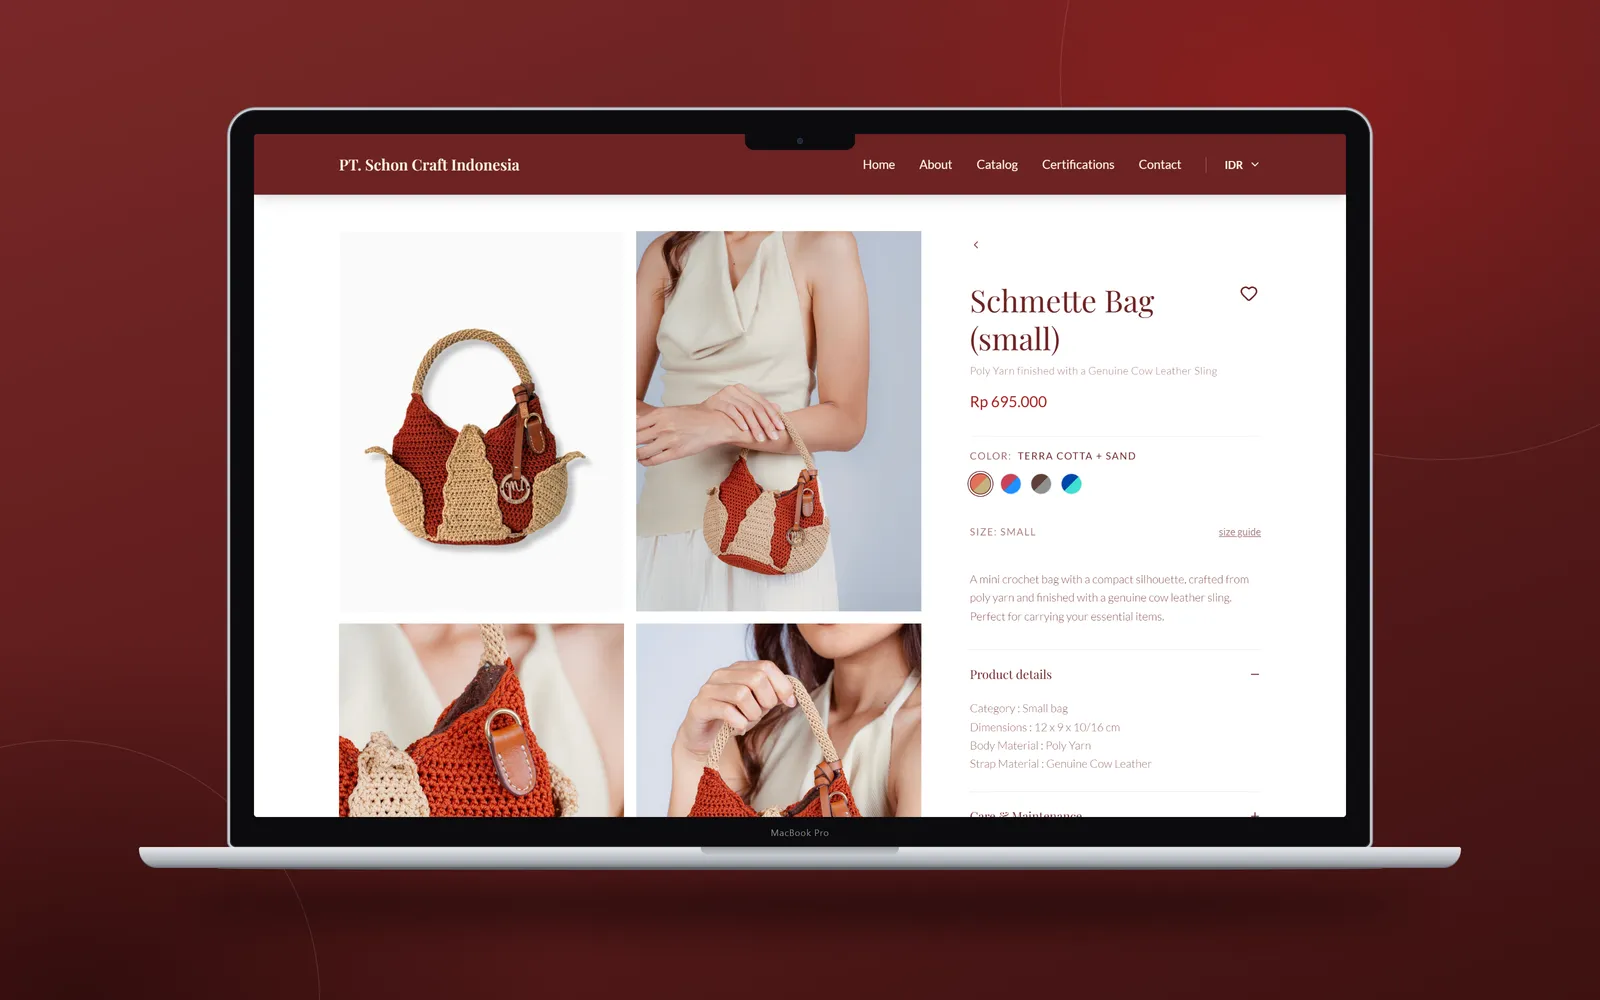 PT. Schon Craft Indonesia
Home About Catalog Certifications Contact IDR
Schmette Bag
(small)
Poly Yarn finished with a Genuine Cow Leather Sling
Rp 695.000
COLOR: TERRA COTTA + SAND
SIZE: SMALL size guide
A mini crochet bag with a compact silhouette, crafted from
poly yarn and finished with a genuine cow leather sling.
Perfect for carrying your essential items.
Product details
Category : Small bag
Dimensions : 12 x 9 x 10/16 cm
Body Material : Poly Yarn
Strap Material : Genuine Cow Leather
Care & Maintenance
MacBook Pro